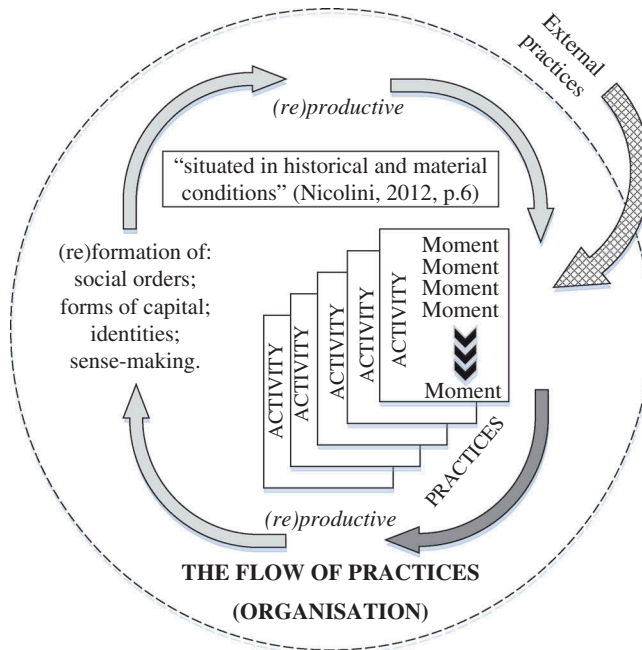 External
practices
(re)productive
“situated in historical and material
conditions” (Nicolini, 2012, p.6)
(re)formation of:
social orders;
forms of capital;
identities;
sense-making.
ACTIVITY
ACTIVITY
ACTIVITY
ACTIVITY
ACTIVITY
Moment
Moment
Moment
Moment
Moment
PRACTICES
(re)productive
THE FLOW OF PRACTICES
(ORGANISATION)